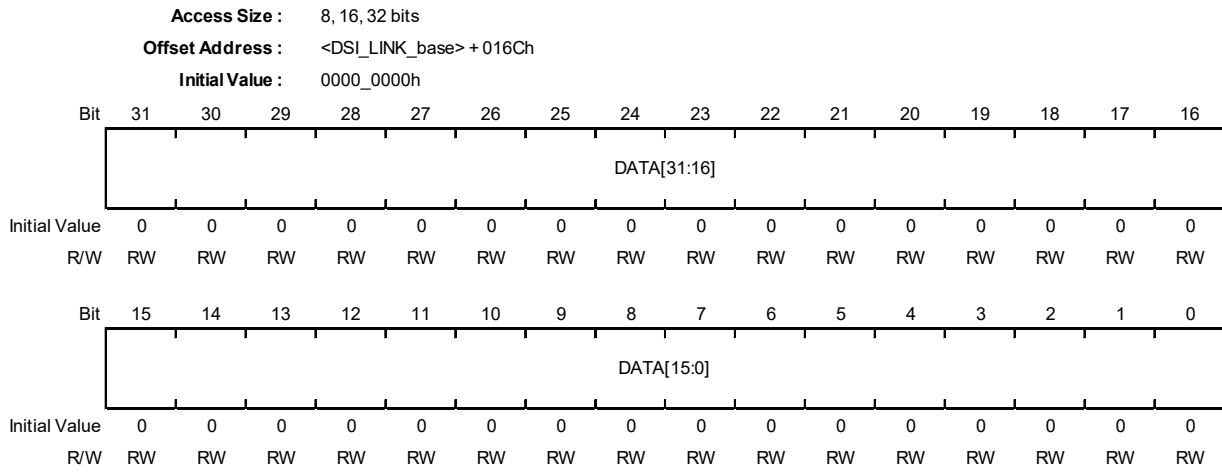 Access Size : 8, 16, 32 bits
Offset Address : <DSI_LINK_base> + 016Ch
Initial Value : 0000_0000h
Bit 31 30 29 28 27 26 25 24 23 22 21 20 19 18 17 16
DATA[31:16]
Initial Value 0 0 0 0 0 0 0 0 0 0 0 0 0 0 0 0
R/W RW RW RW RW RW RW RW RW RW RW RW RW RW RW RW RW
Bit 15 14 13 12 11 10 9 8 7 6 5 4 3 2 1 0
DATA[15:0]
Initial Value 0 0 0 0 0 0 0 0 0 0 0 0 0 0 0 0
R/W RW RW RW RW RW RW RW RW RW RW RW RW RW RW RW RW